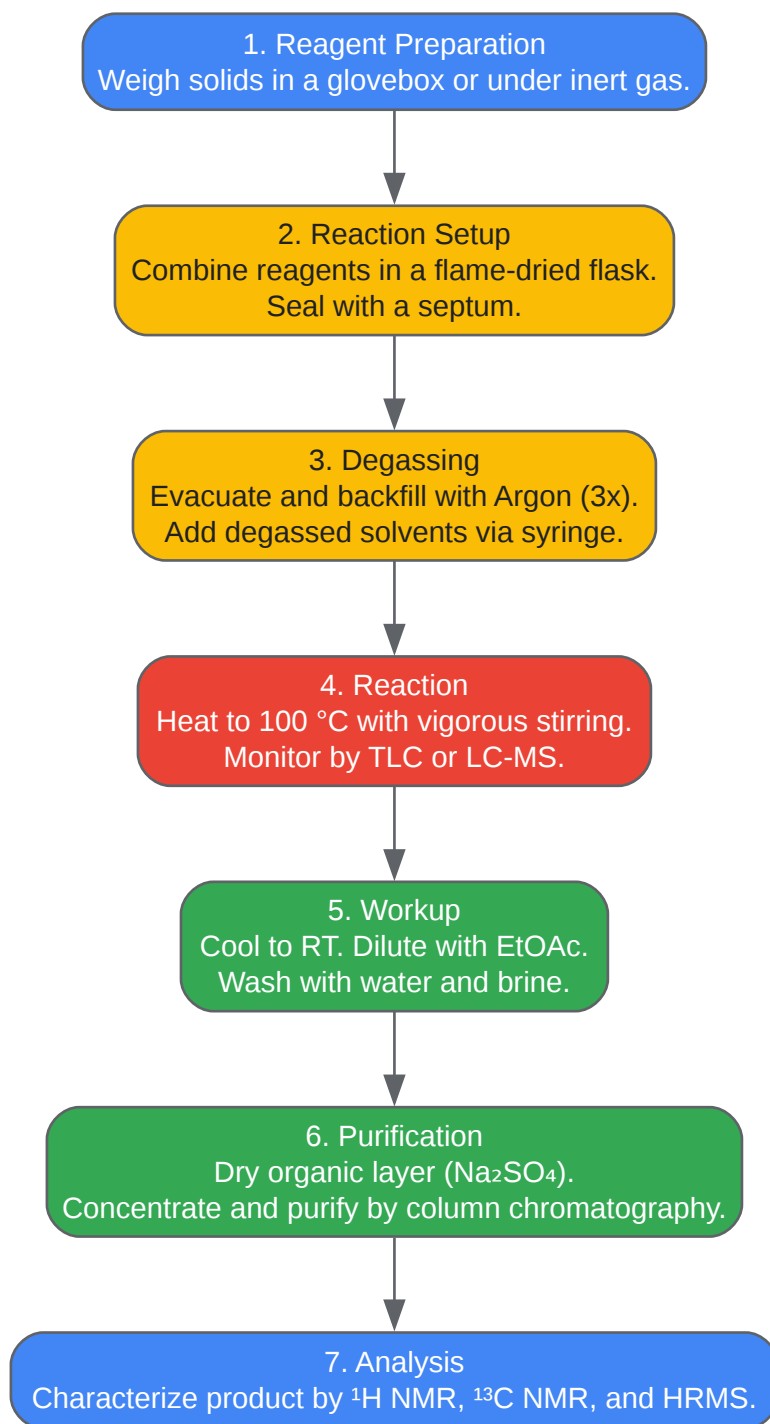 1. Reagent Preparation
Weigh solids in a glovebox or under inert gas.
2. Reaction Setup
Combine reagents in a flame-dried flask.
Seal with a septum.
3. Degassing
Evacuate and backfill with Argon (3x).
Add degassed solvents via syringe.
4. Reaction
Heat to 100 °C with vigorous stirring.
Monitor by TLC or LC-MS.
5. Workup
Cool to RT. Dilute with EtOAc.
Wash with water and brine.
6. Purification
Dry organic layer (Na₂SO₄).
Concentrate and purify by column chromatography.
7. Analysis
Characterize product by ¹H NMR, ¹³C NMR, and HRMS.